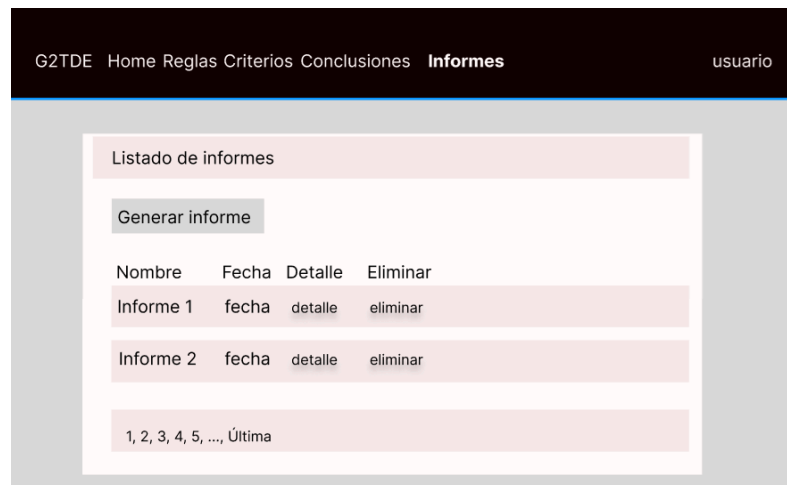 G2TDE Home Reglas Criterios Conclusiones Informes usuario
Listado de informes
Generar informe
Nombre Fecha Detalle Eliminar
Informe 1 fecha detalle eliminar
Informe 2 fecha detalle eliminar
1, 2, 3, 4, 5, ..., Última